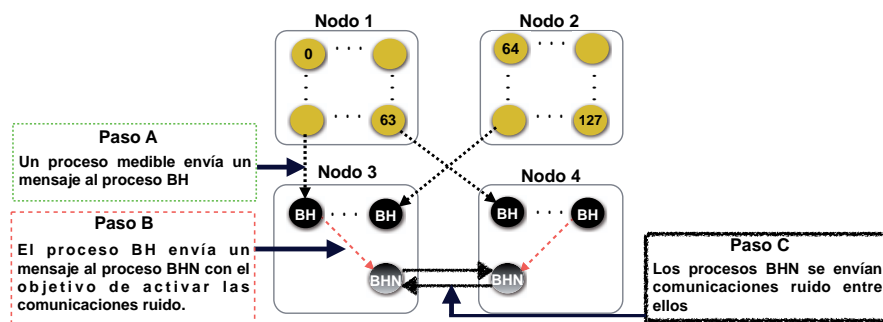 Nodo 1
Nodo 2
0
64
63
127
Paso A
Un proceso medible envía un
mensaje al proceso BH
Nodo 3
Nodo 4
BH
BH
BH
BH
Paso B
El proceso BH envía un
mensaje al proceso BHN con el
objetivo de activar las
comunicaciones ruido.
BHN
BHN
Paso C
Los procesos BHN se envían
comunicaciones ruido entre
ellos